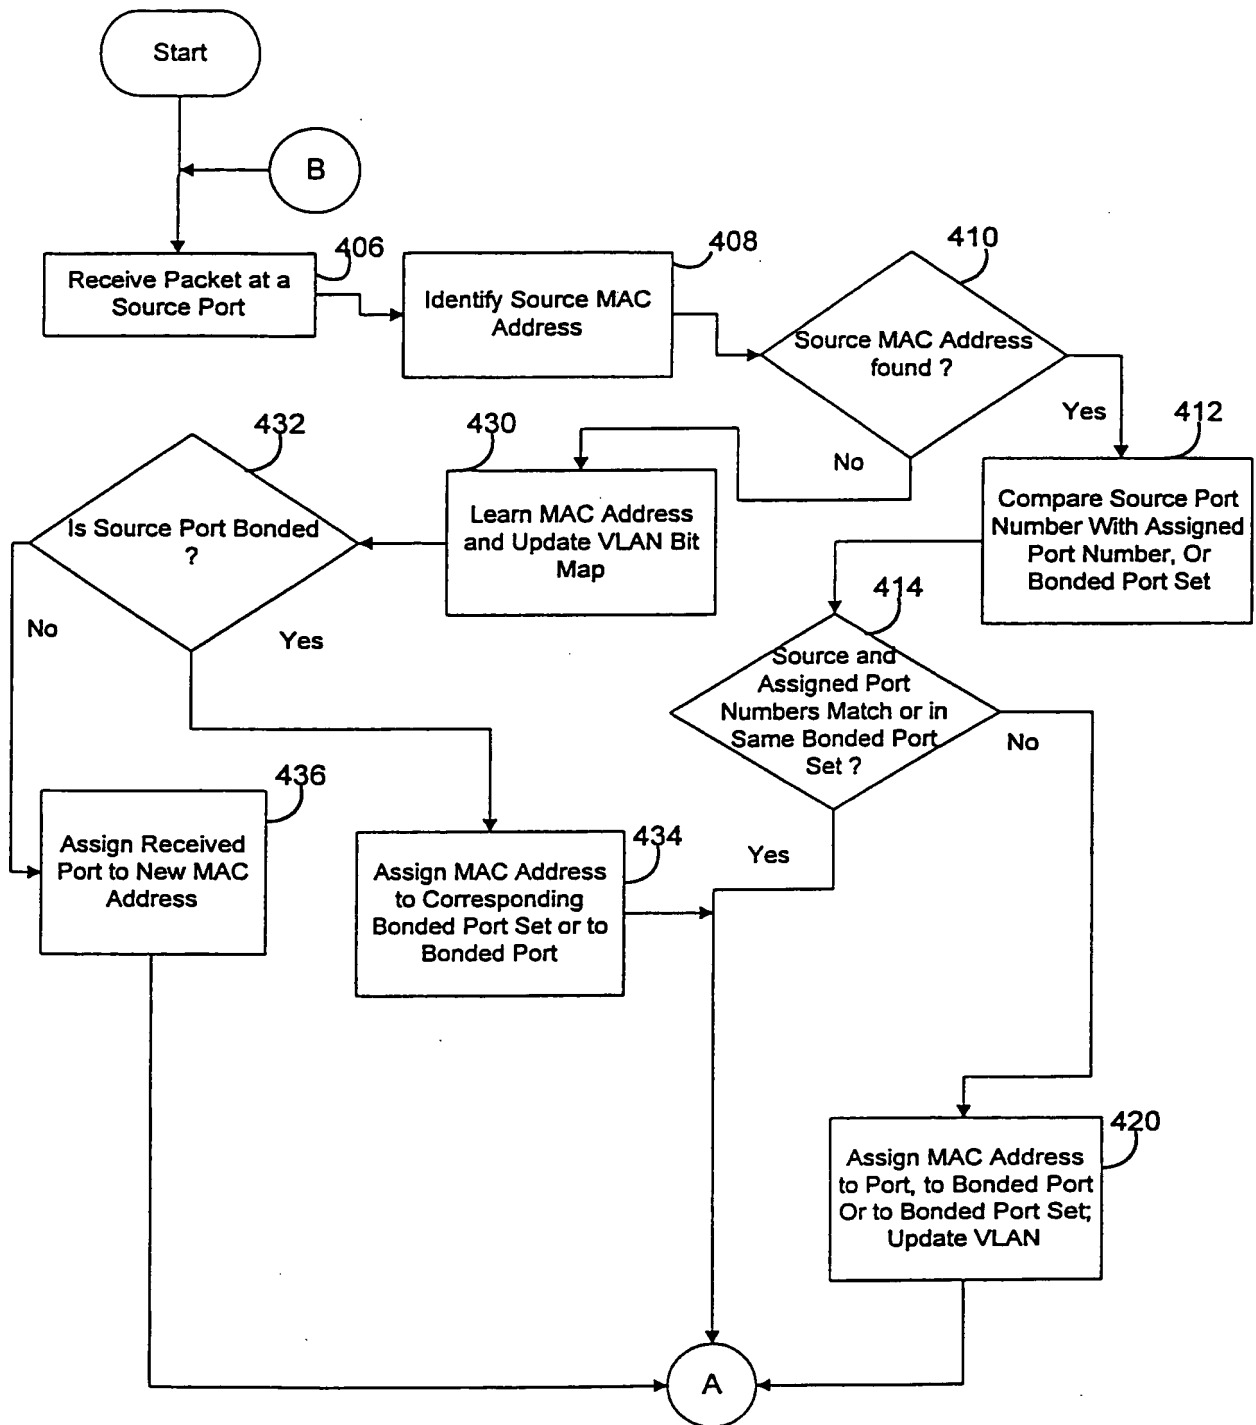 Start
B
406
Receive Packet at a
Source Port
408
Identify Source MAC
Address
410
Source MAC Address
found ?
Yes
No
412
Compare Source Port
Number With Assigned
Port Number, Or
Bonded Port Set
430
Learn MAC Address
and Update VLAN Bit
Map
432
Is Source Port Bonded
?
No
Yes
414
Source and
Assigned Port
Numbers Match or in
Same Bonded Port
Set ?
No
Yes
436
Assign Received
Port to New MAC
Address
434
Assign MAC Address
to Corresponding
Bonded Port Set or to
Bonded Port
420
Assign MAC Address
to Port, to Bonded Port
Or to Bonded Port Set;
Update VLAN
A